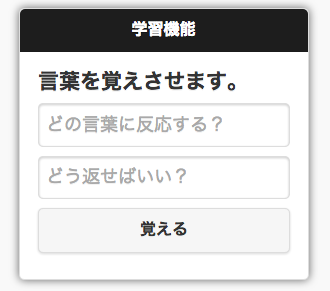 学習機能
言葉を覚えさせます。
どの言葉に反応する？
どう返せばいい？
覚える